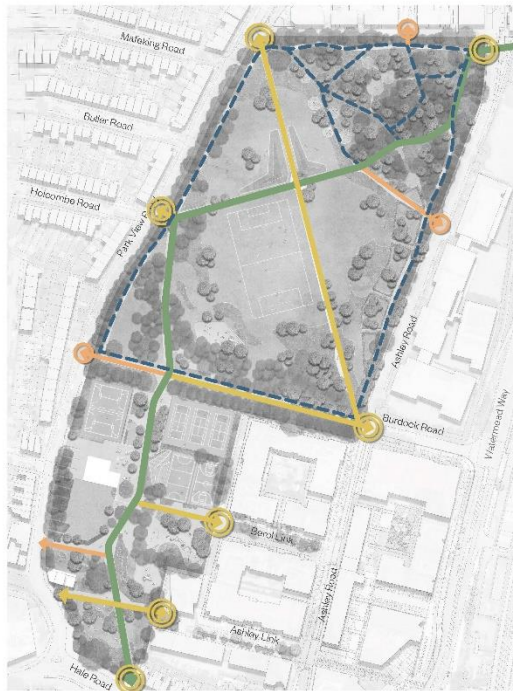 Mafeking Road
Butler Road
Holcombe Road
Park View
Ashley Road
Burdock Road
Watermead Way
Berol Link
Ashley Road
Ashley Link
Hale Road